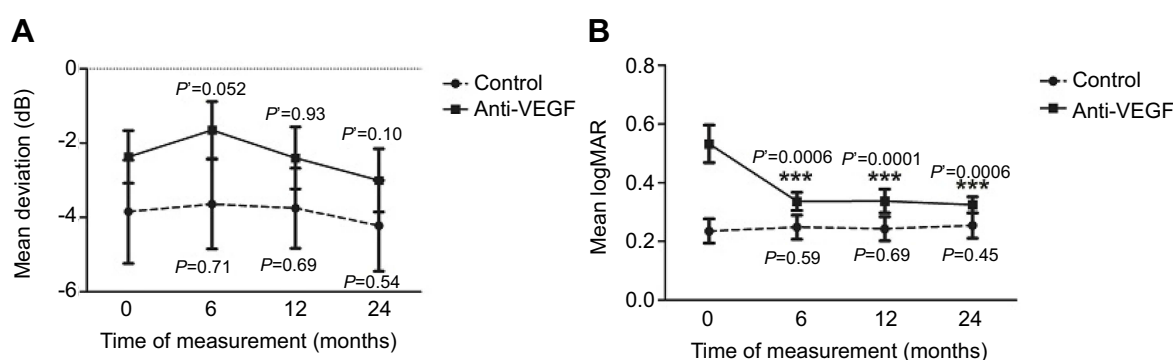 A
Mean deviation (dB)
0
-2
-4
-6
P'=0.052
P'=0.93
P'=0.10
P=0.71
P=0.69
P=0.54
0 6 12 24
Time of measurement (months)
Control
Anti-VEGF
B
Mean logMAR
0.8
0.6
0.4
0.2
0.0
P'=0.0006
P'=0.0001
P'=0.0006
*** *** ***
P=0.59
P=0.69
P=0.45
0 6 12 24
Time of measurement (months)
Control
Anti-VEGF